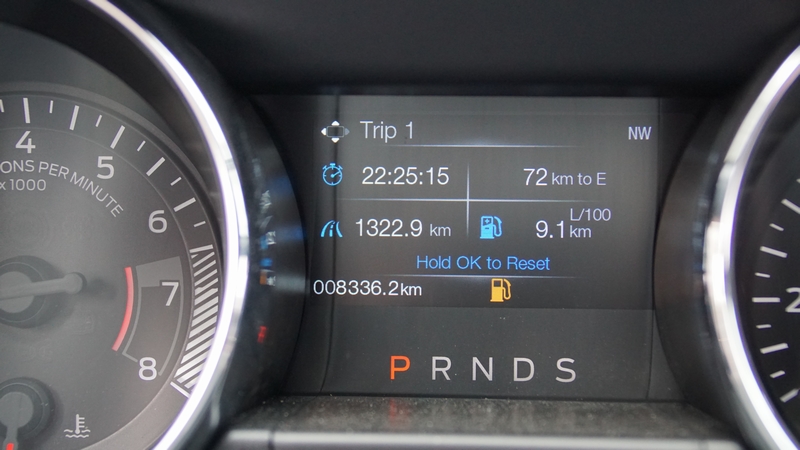 Trip 1
NW
22:25:15
72 km to E
1322.9 km
9.1 L/100 km
Hold OK to Reset
008336.2km
P R N D S
4
5
6
7
8
ONS PER MINUTE
x 1000
2